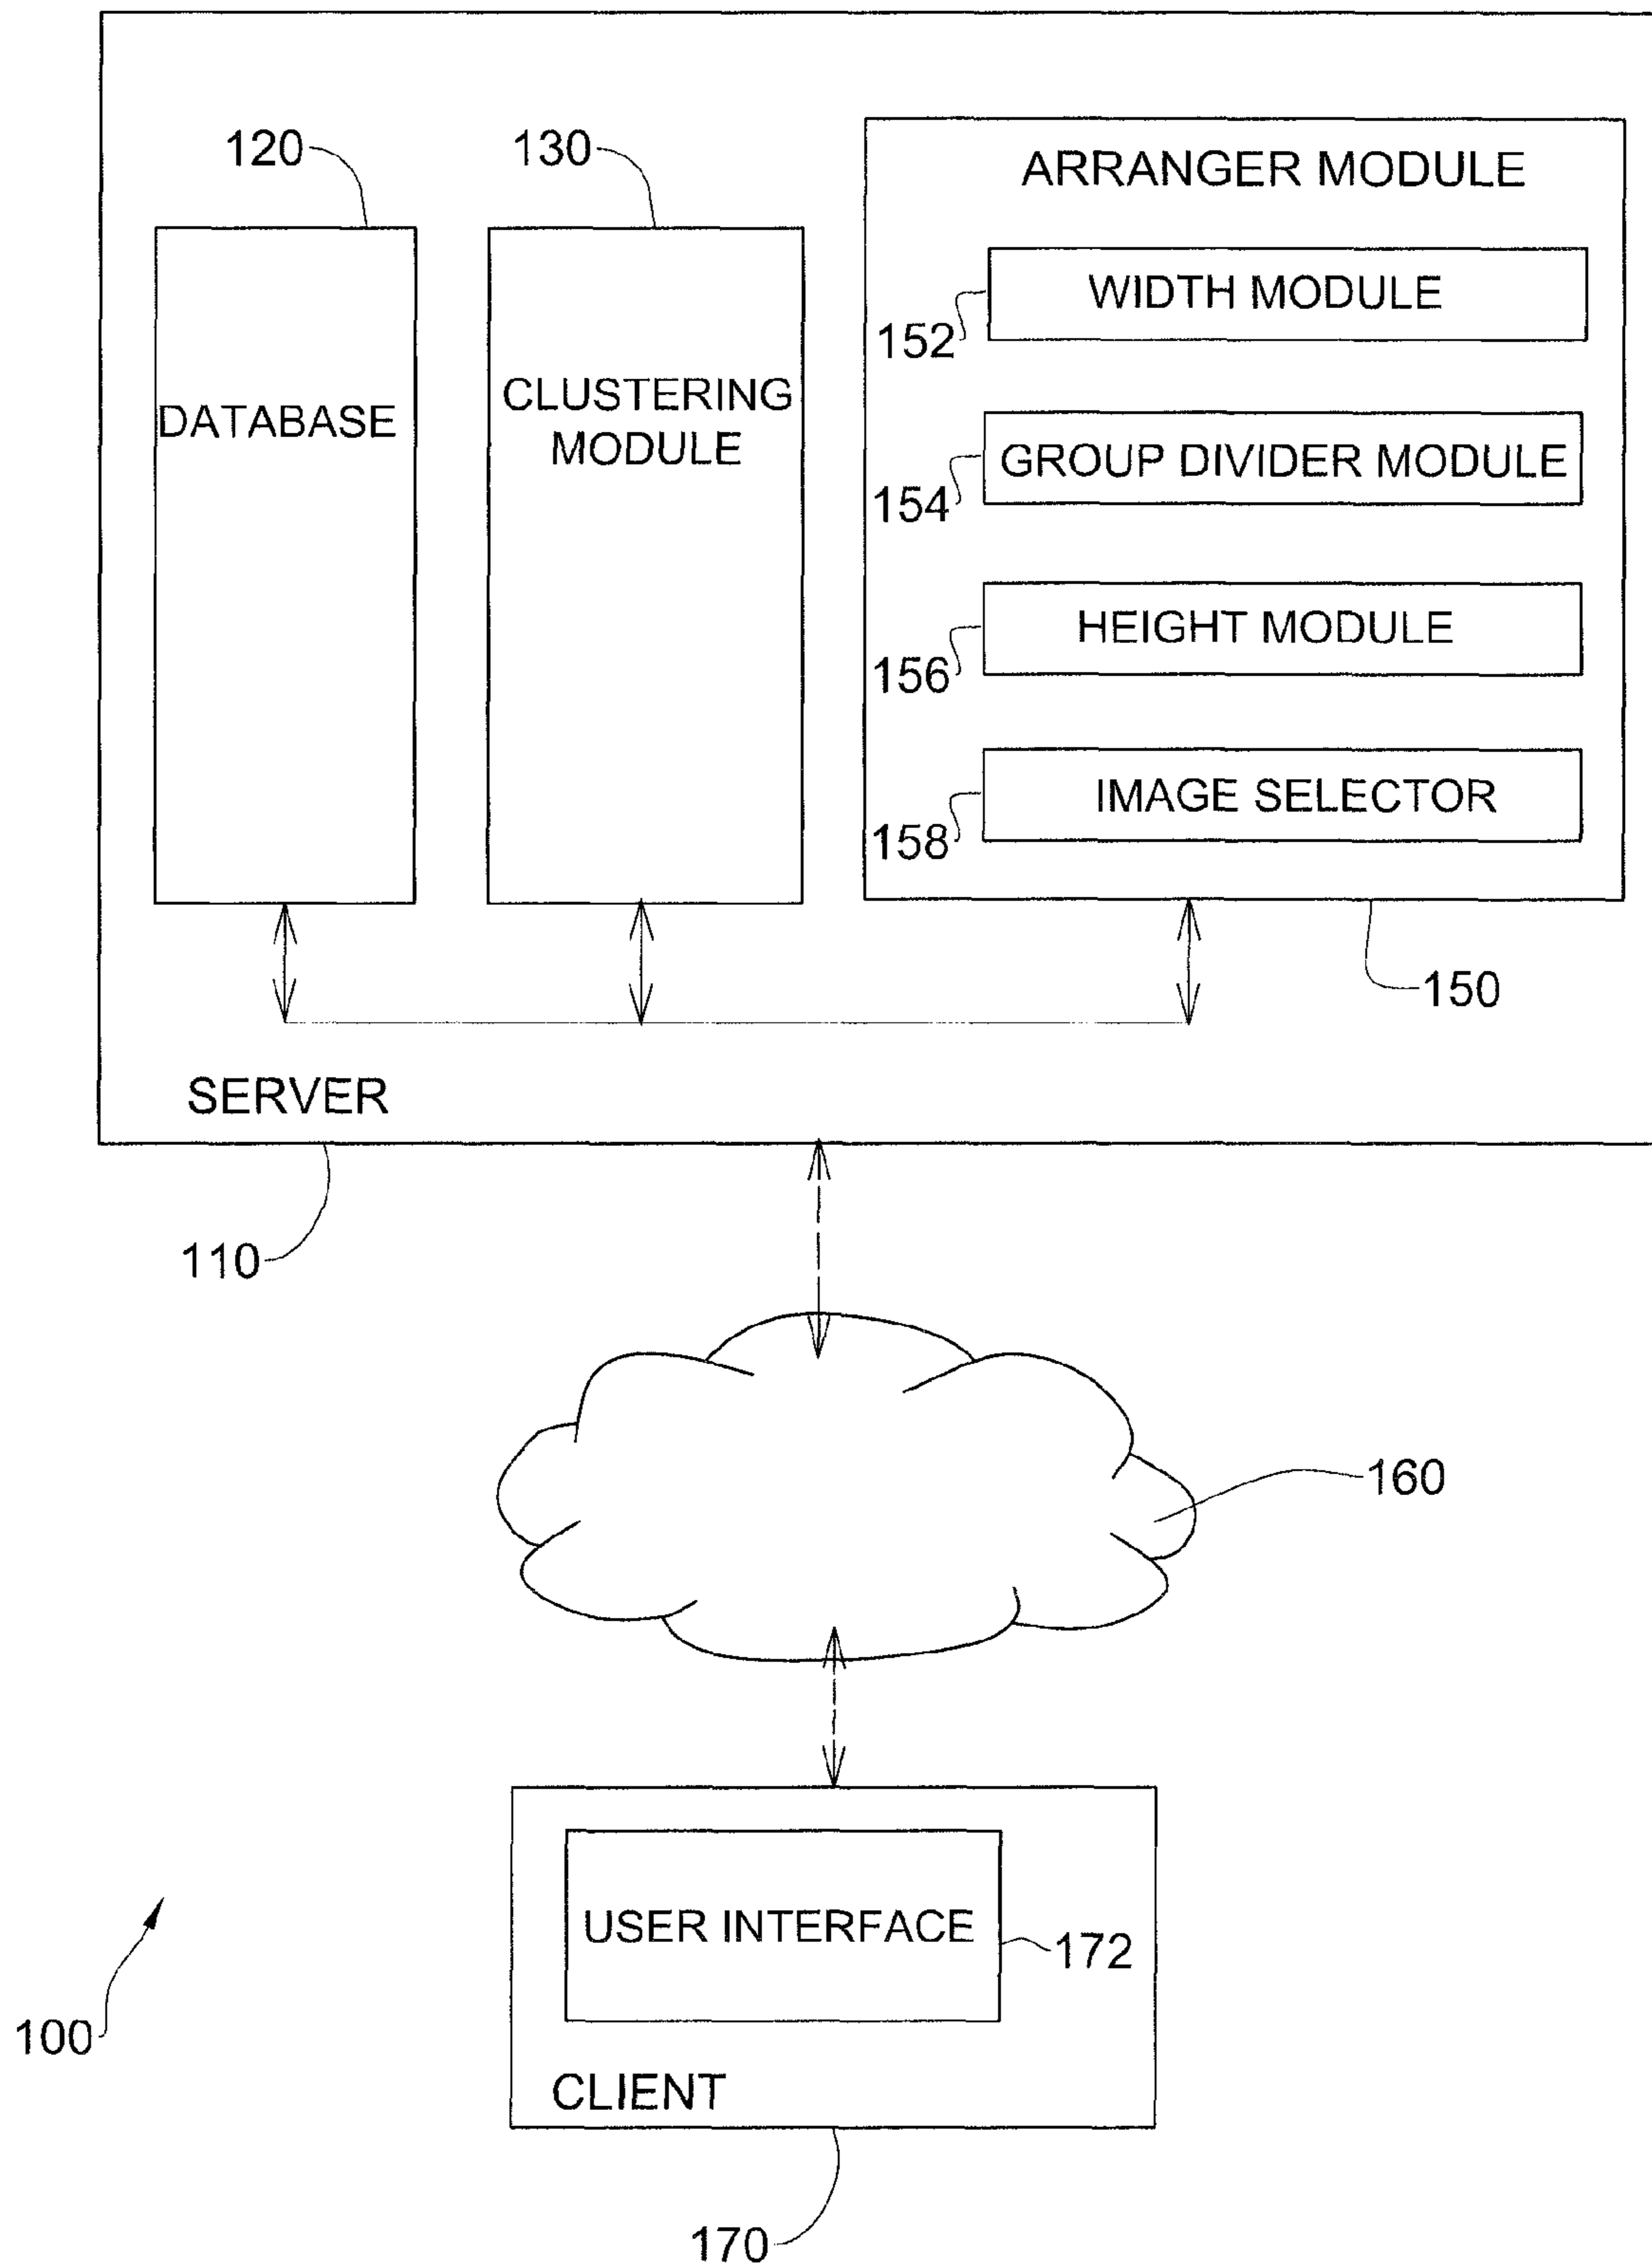 120
130
ARRANGER MODULE
WIDTH MODULE
152
DATABASE
CLUSTERING
MODULE
GROUP DIVIDER MODULE
154
HEIGHT MODULE
156
IMAGE SELECTOR
158
150
SERVER
110
160
USER INTERFACE
172
100
CLIENT
170